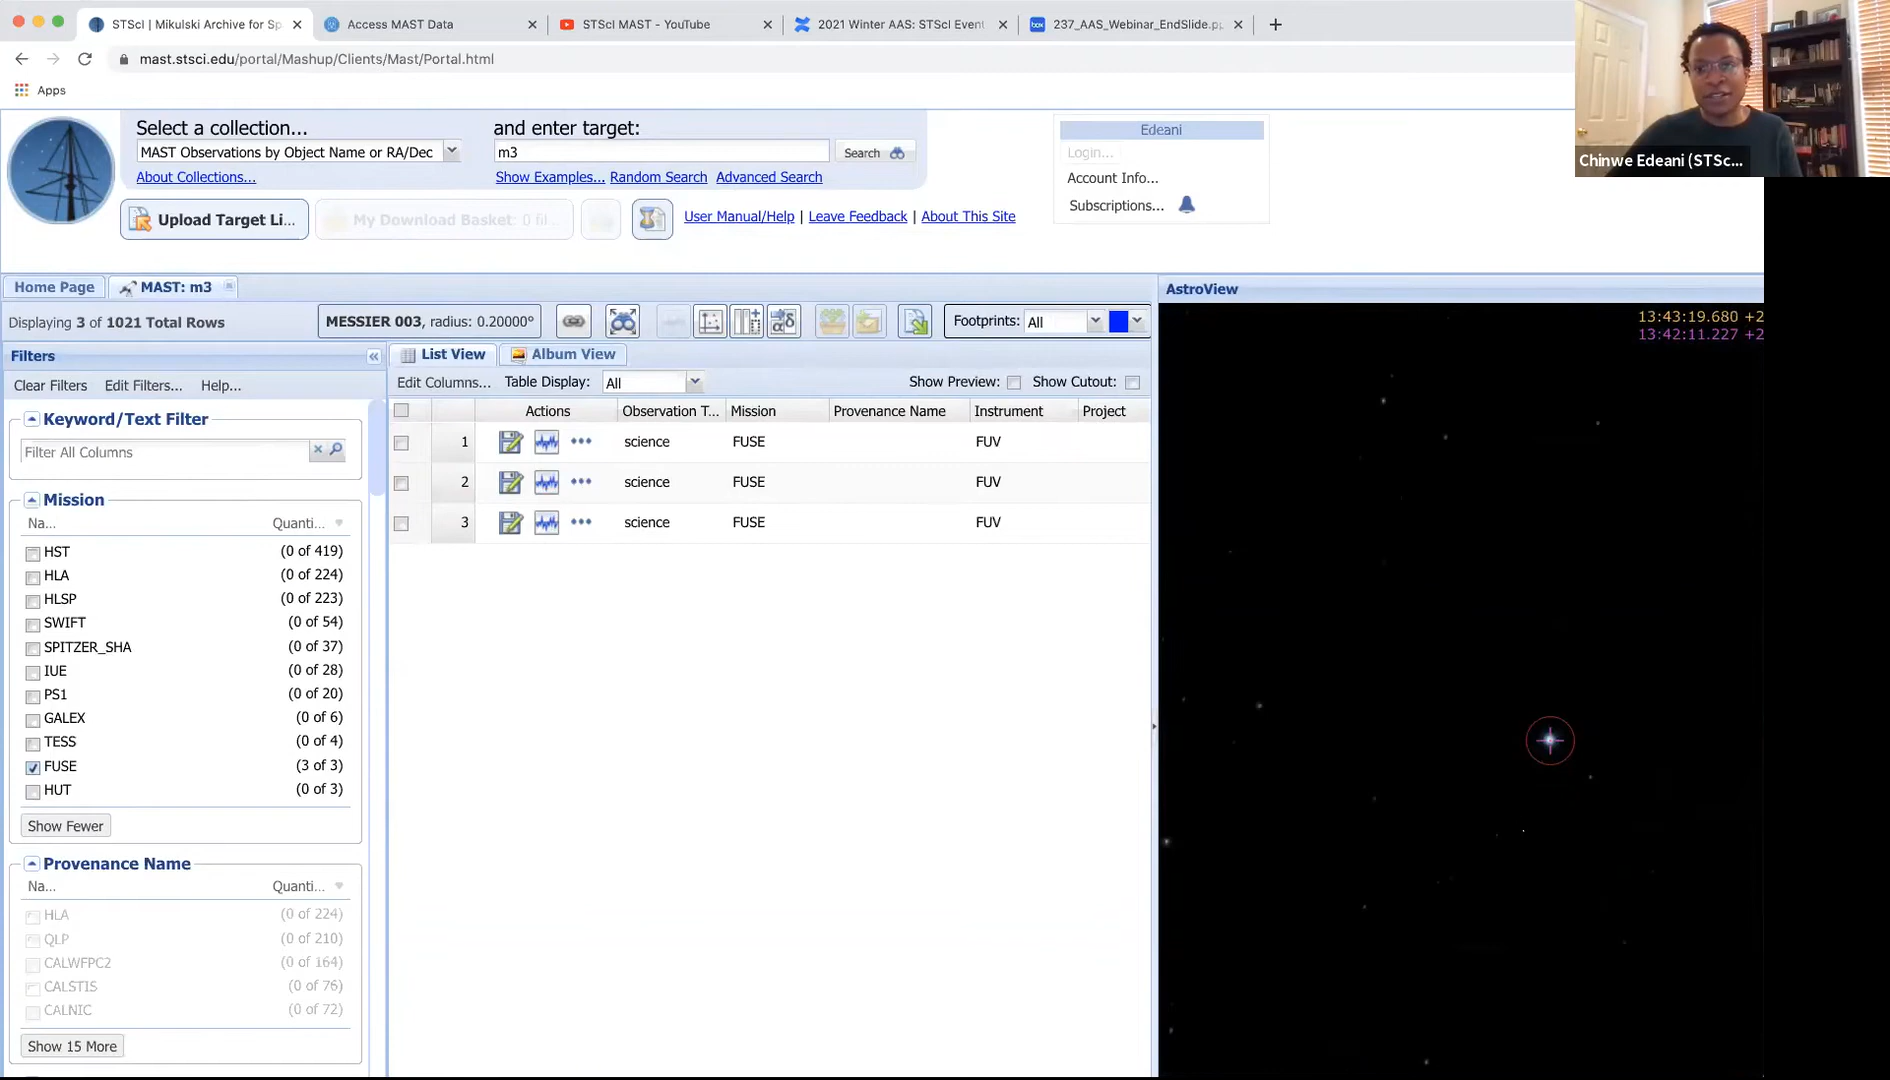 STScI | Mikulski Archive for Sp
Access MAST Data
STScI MAST - YouTube
2021 Winter AAS: STScI Event
237_AAS_Webinar_EndSlide.pp
mast.stsci.edu/portal/Mashup/Clients/Mast/Portal.html
Apps
Chinwe Edeani (STSc...
Select a collection...
and enter target:
MAST Observations by Object Name or RA/Dec
m3
Search
About Collections...
Show Examples...
Random Search
Advanced Search
Edeani
Login...
Account Info...
Subscriptions...
Upload Target Li...
My Download Basket: 0 fil...
User Manual/Help | Leave Feedback | About This Site
Home Page
MAST: m3
AstroView
Displaying 3 of 1021 Total Rows
MESSIER 003, radius: 0.20000°
Footprints: All
13:43:19.680 +2
13:42:11.227 +2
Filters
List View
Album View
Clear Filters
Edit Filters...
Help...
Edit Columns...
Table Display: All
Show Preview:
Show Cutout:
Actions
Observation T...
Mission
Provenance Name
Instrument
Project
1 science FUSE FUV
2 science FUSE FUV
3 science FUSE FUV
Keyword/Text Filter
Filter All Columns
Mission
Na... Quanti...
HST (0 of 419)
HLA (0 of 224)
HLSP (0 of 223)
SWIFT (0 of 54)
SPITZER_SHA (0 of 37)
IUE (0 of 28)
PS1 (0 of 20)
GALEX (0 of 6)
TESS (0 of 4)
FUSE (3 of 3)
HUT (0 of 3)
Show Fewer
Provenance Name
Na... Quanti...
HLA (0 of 224)
QLP (0 of 210)
CALWFPC2 (0 of 164)
CALSTIS (0 of 76)
CALNIC (0 of 72)
Show 15 More